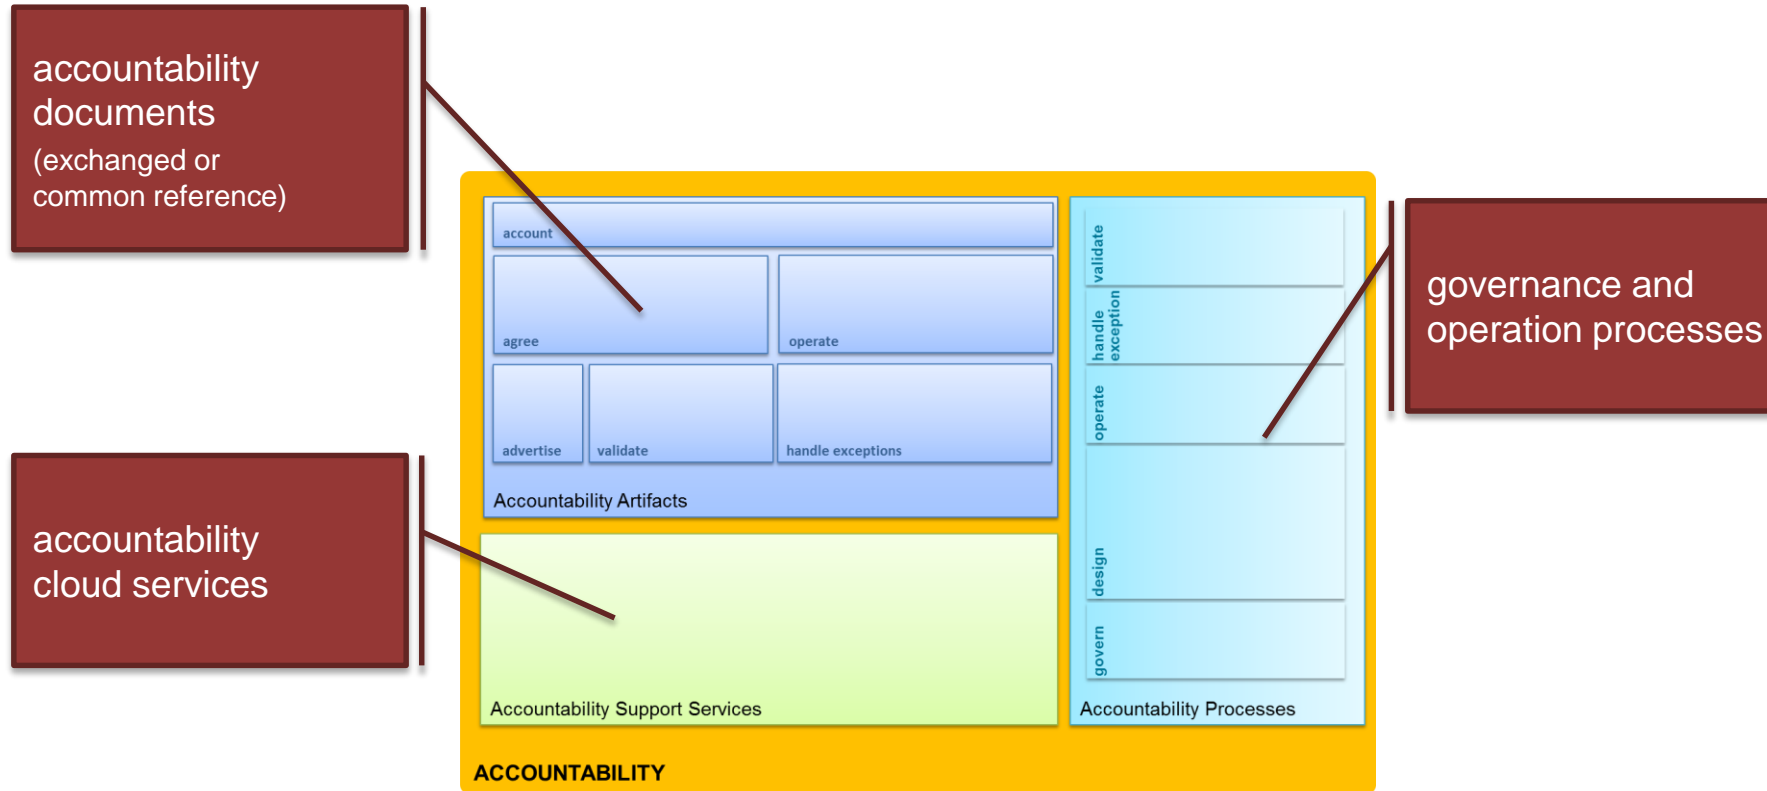 accountability
documents
(exchanged or
common reference)
account
agree
operate
advertise
validate
handle exceptions
Accountability Artifacts
accountability
cloud services
Accountability Support Services
validate
handle
exception
operate
design
govern
Accountability Processes
ACCOUNTABILITY
governance and
operation processes